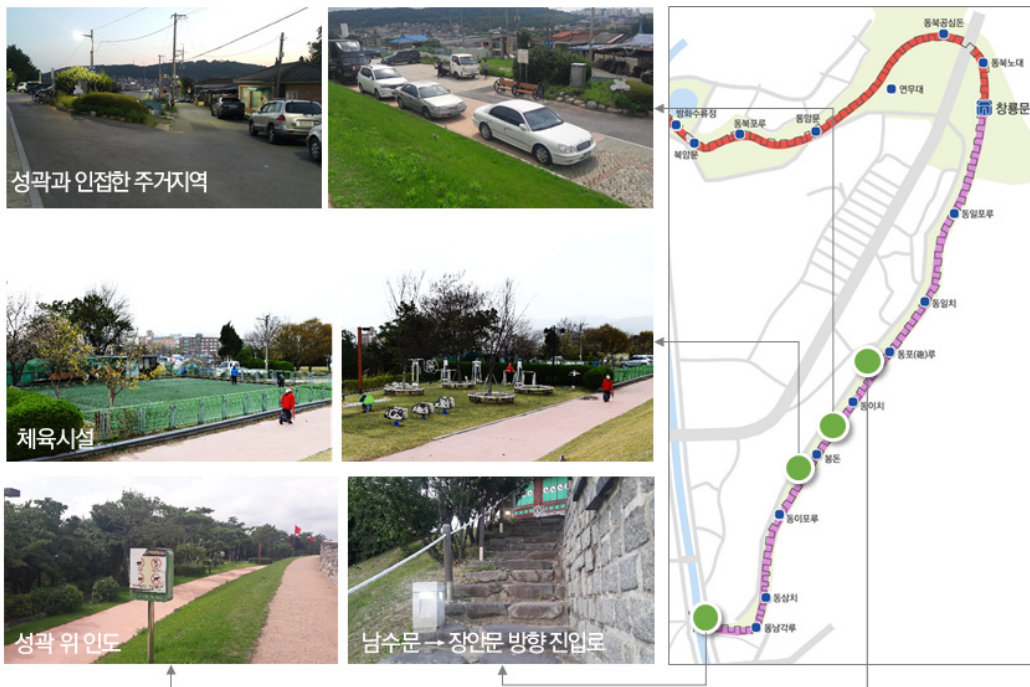 성곽과 인접한 주거지역
체육시설
성곽 위 인도
남수문 → 장안문 방향 진입로
동북공심돈
동북노대
연무대
창룡문
방화수류정
동북포루
동암문
북암문
동일포루
동일치
동포(砲)루
동이치
봉돈
동이포루
동삼치
동남각루